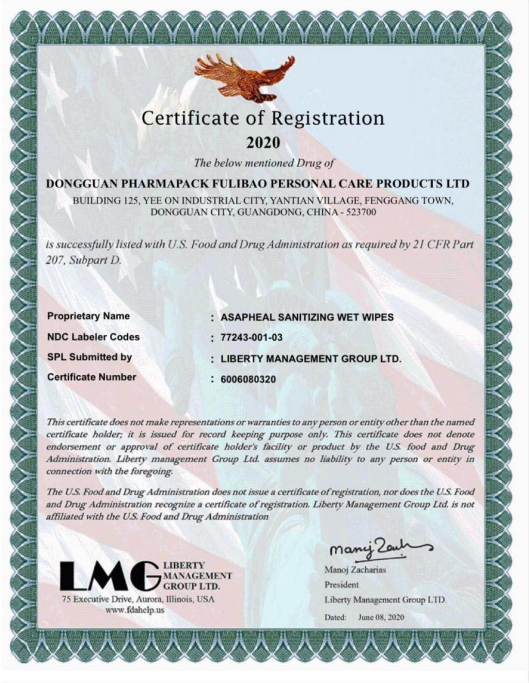 Certificate of Registration
2020
The below mentioned Drug of
DONGGUAN PHARMAPACK FULIBAO PERSONAL CARE PRODUCTS LTD
BUILDING 125, YEE ON INDUSTRIAL CITY, YANTIAN VILLAGE, FENGGANG TOWN,
DONGGUAN CITY, GUANGDONG, CHINA - 523700
is successfully listed with U.S. Food and Drug Administration as required by 21 CFR Part
207, Subpart D.
Proprietary Name : ASAPHEAL SANITIZING WET WIPES
NDC Labeler Codes : 77243-001-03
SPL Submitted by : LIBERTY MANAGEMENT GROUP LTD.
Certificate Number : 6006080320
This certificate does not make representations or warranties to any person or entity other than the named
certificate holder; it is issued for record keeping purpose only. This certificate does not denote
endorsement or approval of certificate holder's facility or product by the U.S. food and Drug
Administration. Liberty management Group Ltd. assumes no liability to any person or entity in
connection with the foregoing.
The U.S. Food and Drug Administration does not issue a certificate of registration, nor does the U.S. Food
and Drug Administration recognize a certificate of registration. Liberty Management Group Ltd. is not
affiliated with the U.S. Food and Drug Administration
LMG LIBERTY
MANAGEMENT
GROUP LTD.
75 Executive Drive, Aurora, Illinois, USA
www.fdahelp.us
Manoj Zacharias
President
Liberty Management Group LTD.
Dated: June 08, 2020